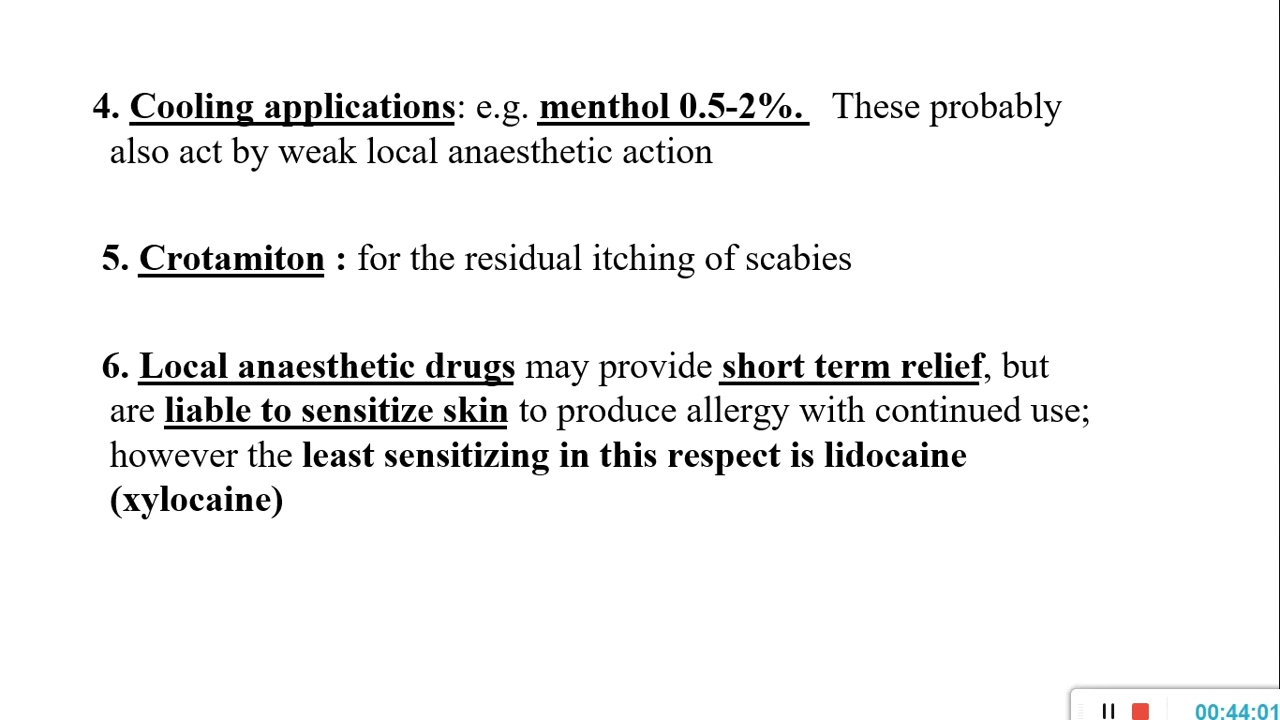 4. Cooling applications: e.g. menthol 0.5-2%. These probably
also act by weak local anaesthetic action
5. Crotamiton : for the residual itching of scabies
6. Local anaesthetic drugs may provide short term relief, but
are liable to sensitize skin to produce allergy with continued use;
however the least sensitizing in this respect is lidocaine
(xylocaine)
00:44:01